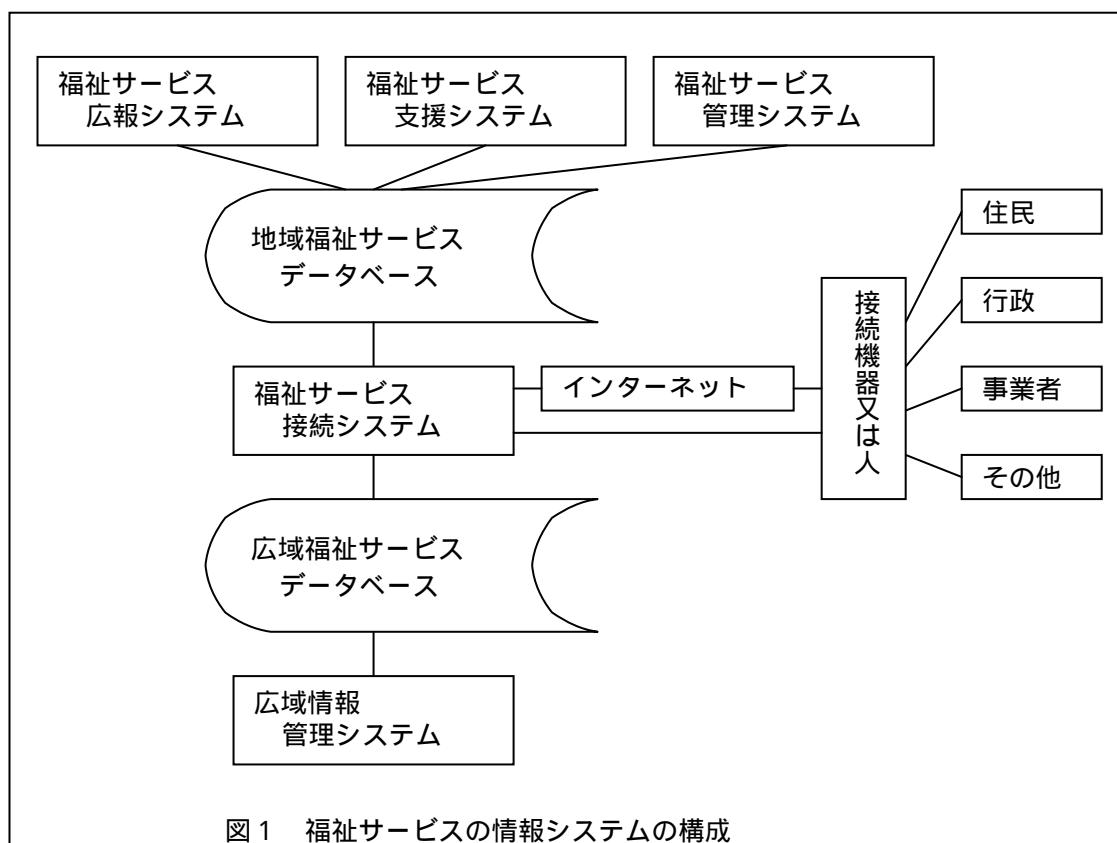 福祉サービス
広報システム
福祉サービス
支援システム
福祉サービス
管理システム
地域福祉サービス
データベース
福祉サービス
接続システム
インターネット
接続機器又は人
住民
行政
事業者
その他
広域福祉サービス
データベース
広域情報
管理システム
図1 福祉サービスの情報システムの構成